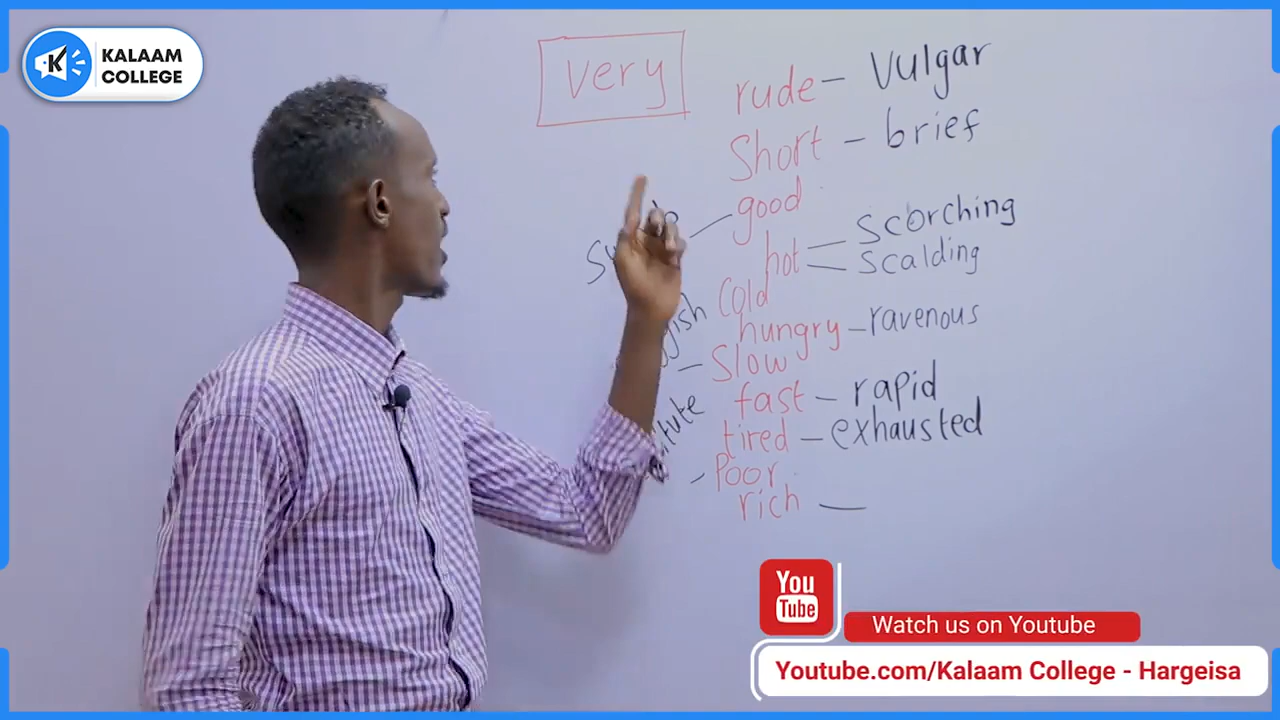 KALAAM
COLLEGE
very
rude – Vulgar
Short – brief
good
hot – scorching
scalding
Cold
hungry – ravenous
Slow
fast – rapid
tired – exhausted
Poor
rich –
You
Tube
Watch us on Youtube
Youtube.com/Kalaam College - Hargeisa